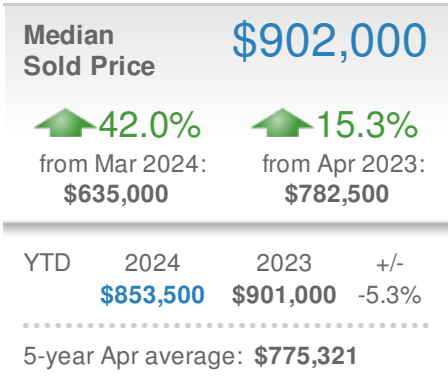 Median
Sold Price
$902,000
42.0%
15.3%
from Mar 2024:
from Apr 2023:
$635,000
$782,500
YTD 2024 2023 +/-
$853,500 $901,000 -5.3%
5-year Apr average: $775,321